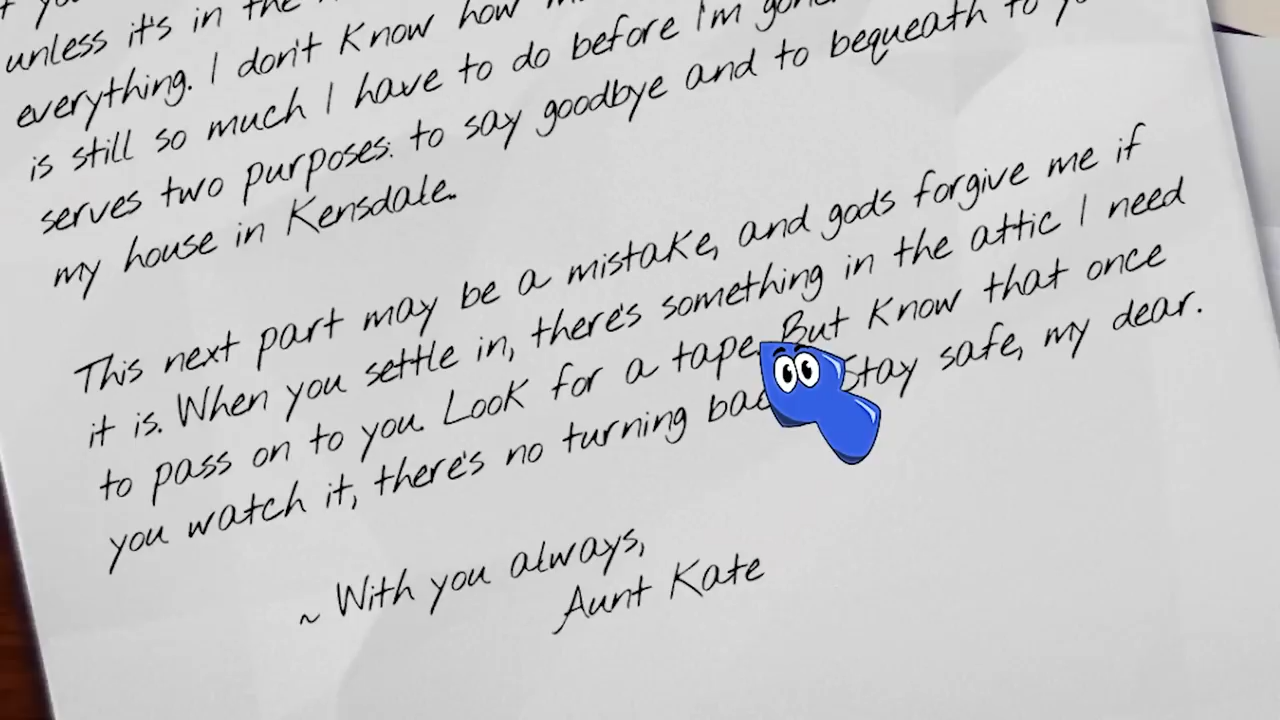 unless it's in the
everything. I don't know how
is still so much I have to do before I'm gone
serves two purposes: to say goodbye and to bequeath to
my house in Kensdale.
This next part may be a mistake, and gods forgive me if
it is. When you settle in, there's something in the attic I need
to pass on to you. Look for a tape. But know that once
you watch it, there's no turning bac Stay safe, my dear.
~ With you always,
Aunt Kate